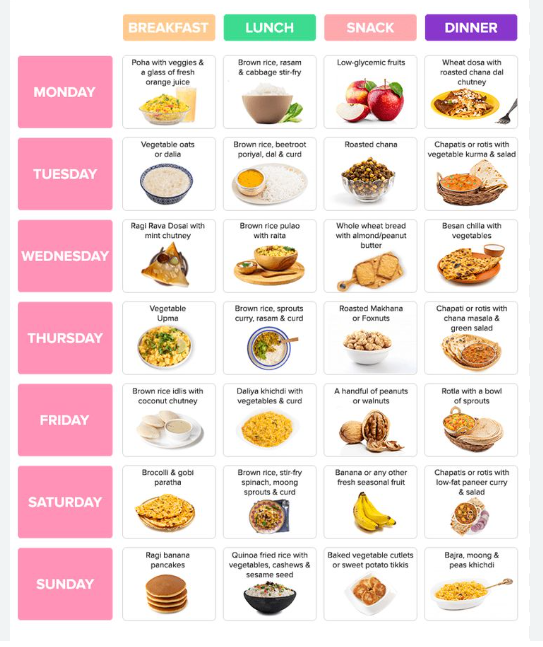 BREAKFAST
LUNCH
SNACK
DINNER
MONDAY
Poha with veggies &
a glass of fresh
orange juice
Brown rice, rasam
& cabbage stir-fry
Low-glycemic fruits
Wheat dosa with
roasted chana dal
chutney
TUESDAY
Vegetable oats
or dalia
Brown rice, beetroot
poriyal, dal & curd
Roasted chana
Chapatis or rotis with
vegetable kurma & salad
WEDNESDAY
Ragi Rava Dosai with
mint chutney
Brown rice pulao
with raita
Whole wheat bread
with almond/peanut
butter
Besan chilla with
vegetables
THURSDAY
Vegetable
Upma
Brown rice, sprouts
curry, rasam & curd
Roasted Makhana
or Foxnuts
Chapati or rotis with
chana masala &
green salad
FRIDAY
Brown rice idlis with
coconut chutney
Daliya khichdi with
vegetables & curd
A handful of peanuts
or walnuts
Rotla with a bowl
of sprouts
SATURDAY
Brocolli & gobi
paratha
Brown rice, stir-fry
spinach, moong
sprouts & curd
Banana or any other
fresh seasonal fruit
Chapatis or rotis with
low-fat paneer curry
& salad
SUNDAY
Ragi banana
pancakes
Quinoa fried rice with
vegetables, cashews &
sesame seed
Baked vegetable cutlets
or sweet potato tikkis
Bajra, moong &
peas khichdi